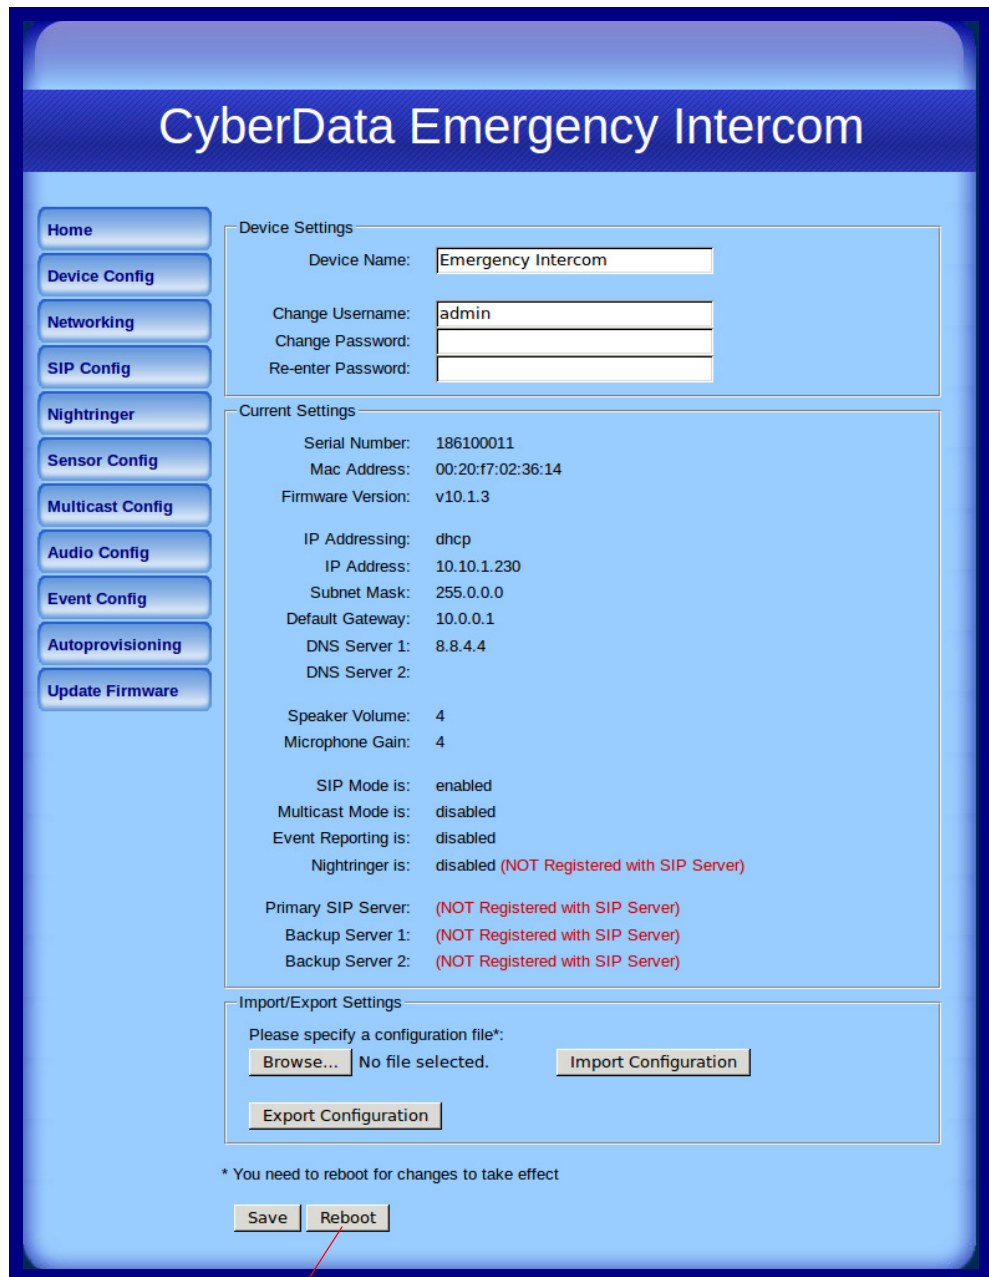 CyberData Emergency Intercom
Home
Device Config
Networking
SIP Config
Nightringer
Sensor Config
Multicast Config
Audio Config
Event Config
Autoprovisioning
Update Firmware
Device Settings
Device Name: Emergency Intercom
Change Username: admin
Change Password:
Re-enter Password:
Current Settings
Serial Number: 186100011
Mac Address: 00:20:f7:02:36:14
Firmware Version: v10.1.3
IP Addressing: dhcp
IP Address: 10.10.1.230
Subnet Mask: 255.0.0.0
Default Gateway: 10.0.0.1
DNS Server 1: 8.8.4.4
DNS Server 2:
Speaker Volume: 4
Microphone Gain: 4
SIP Mode is: enabled
Multicast Mode is: disabled
Event Reporting is: disabled
Nightringer is: disabled (NOT Registered with SIP Server)
Primary SIP Server: (NOT Registered with SIP Server)
Backup Server 1: (NOT Registered with SIP Server)
Backup Server 2: (NOT Registered with SIP Server)
Import/Export Settings
Please specify a configuration file*:
Browse... No file selected. Import Configuration
Export Configuration
* You need to reboot for changes to take effect
Save Reboot